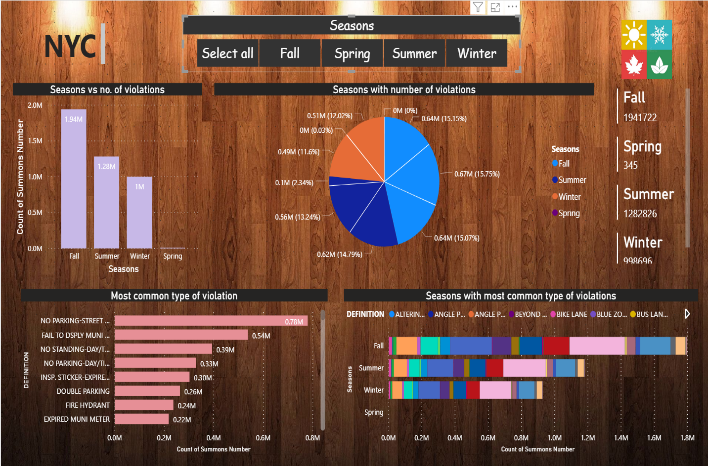 Seasons
NYC
Select all
Fall
Spring
Summer
Winter
Seasons vs no. of violations
Count of Summons Number
2.0M
1.5M
1.0M
0.5M
0.0M
1.94M
1.28M
1M
Fall
Summer
Winter
Spring
Seasons
Seasons with number of violations
0M (0%)
0.64M (15.15%)
0.67M (15.75%)
0.64M (15.07%)
0.62M (14.79%)
0.56M (13.24%)
0.1M (2.34%)
0.49M (11.6%)
0M (0.03%)
0.51M (12.02%)
Seasons
Fall
Summer
Winter
Spring
Fall
1941722
Spring
345
Summer
1282826
Winter
998696
Most common type of violation
DEFINITION
NO PARKING-STREET ...
0.78M
FAIL TO DSPLY MUNI ...
0.54M
NO STANDING-DAY/T...
0.39M
NO PARKING-DAY/TI...
0.33M
INSP. STICKER-EXPIRE...
0.30M
DOUBLE PARKING
0.26M
FIRE HYDRANT
0.24M
EXPIRED MUNI METER
0.22M
0.0M 0.2M 0.4M 0.6M 0.8M
Count of Summons Number
Seasons with most common type of violations
DEFINITION ALTERIN... ANGLE P... ANGLE P... BEYOND ... BIKE LANE BLUE ZO... BUS LAN...
Seasons
Fall
Summer
Winter
Spring
0.0M 0.2M 0.4M 0.6M 0.8M 1.0M 1.2M 1.4M 1.6M 1.8M
Count of Summons Number